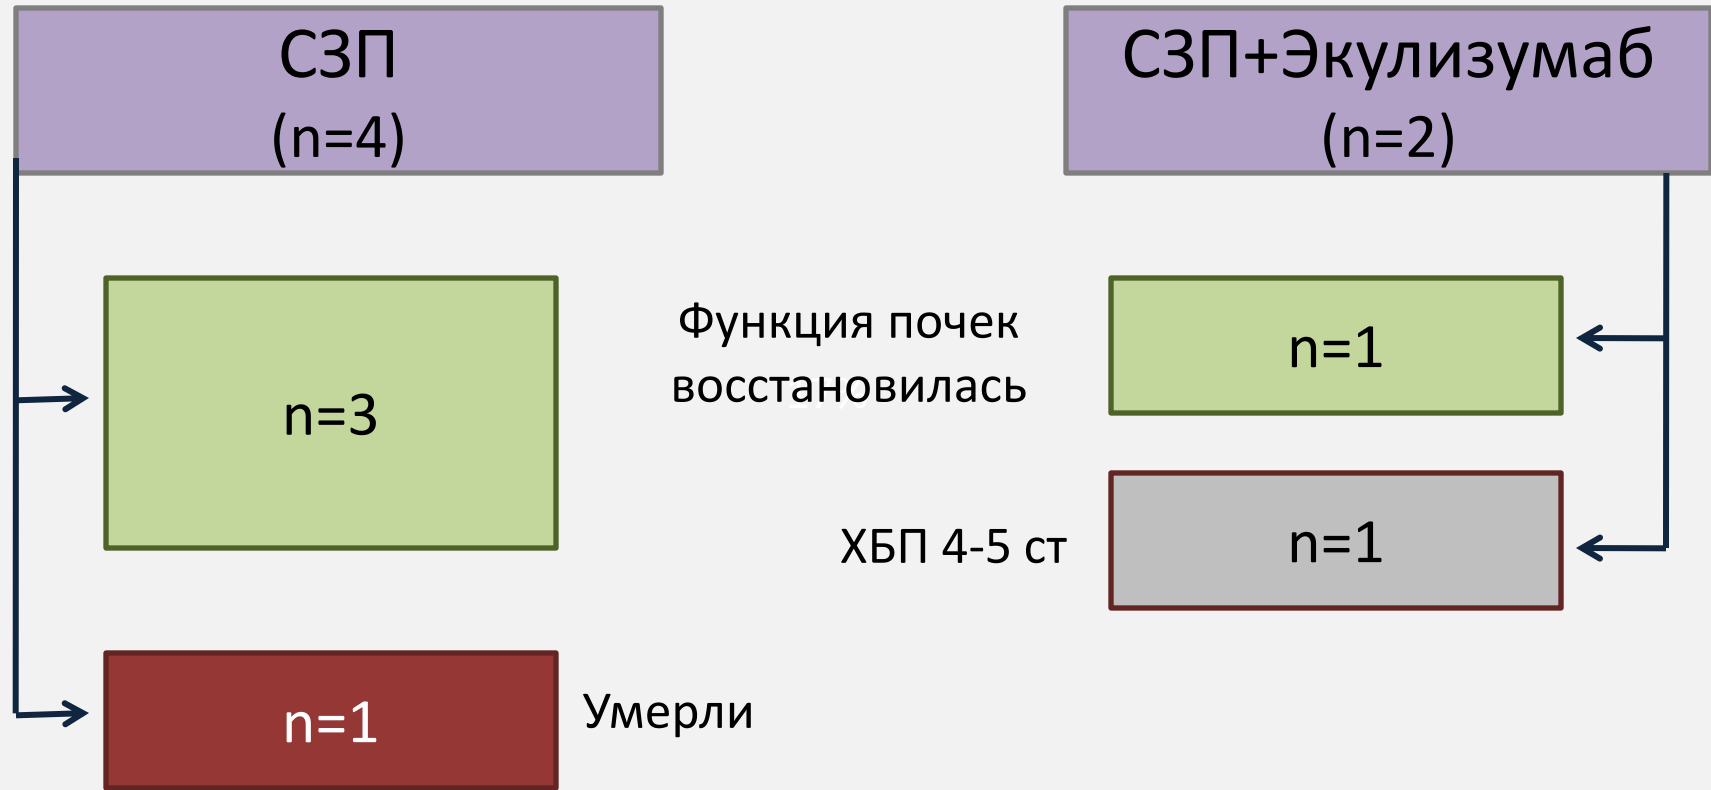 СЗП
(n=4)
СЗП+Экулизумаб
(n=2)
n=3
Функция почек
восстановилась
n=1
ХБП 4-5 ст
n=1
n=1
Умерли